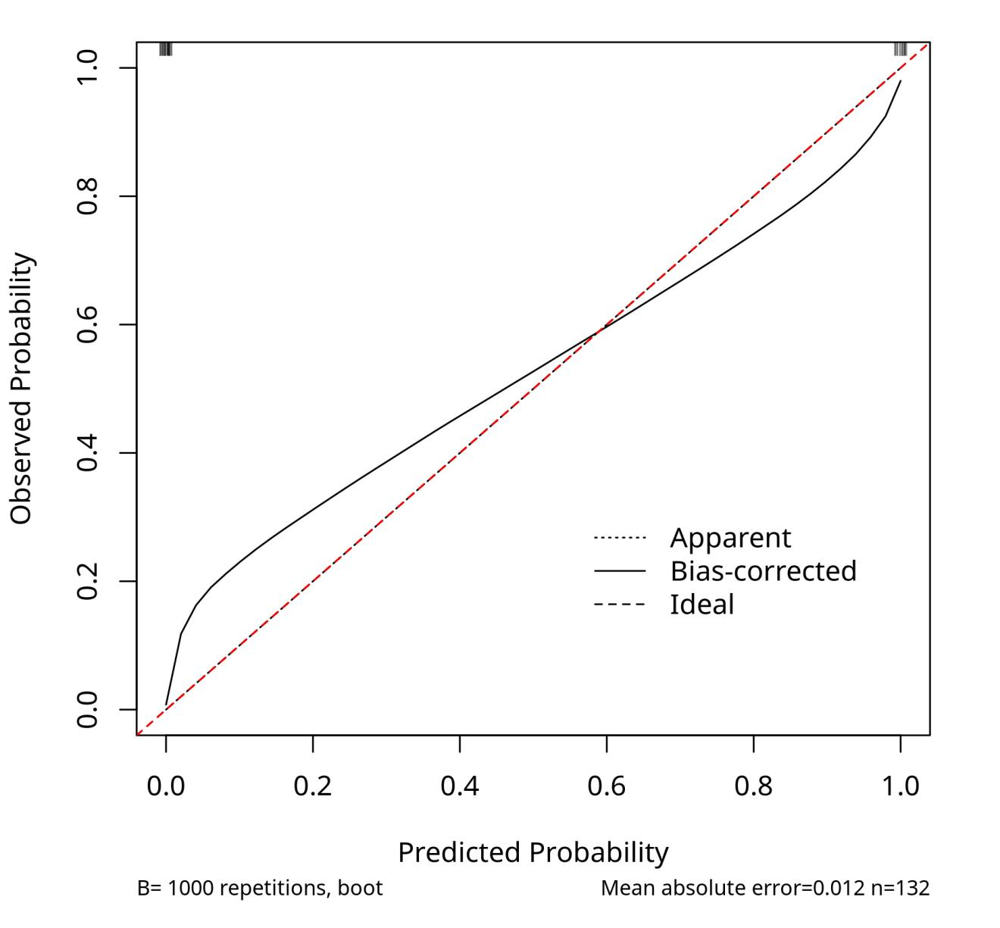 Observed Probability
1.0
0.8
0.6
0.4
0.2
0.0
Apparent
Bias-corrected
Ideal
0.0 0.2 0.4 0.6 0.8 1.0
Predicted Probability
B= 1000 repetitions, boot
Mean absolute error=0.012 n=132